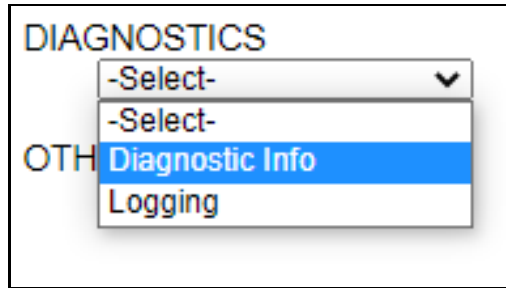 DIAGNOSTICS
-Select-
-Select-
OTH Diagnostic Info
Logging